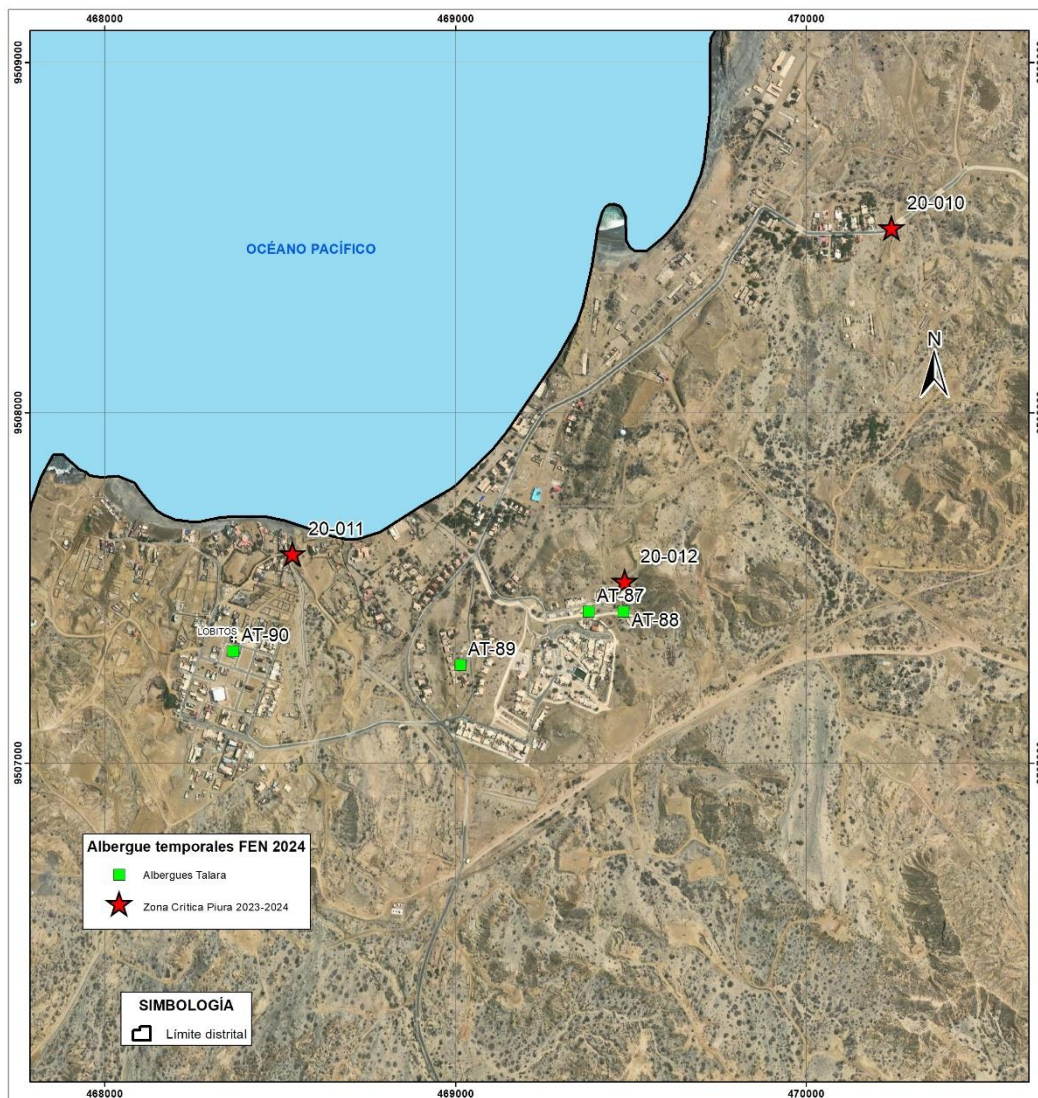 468000
469000
470000
9509000
20-010
OCÉANO PACÍFICO
N
9508000
20-011
20-012
AT-87
AT-88
LOBITOS
AT-90
AT-89
9507000
Albergue temporales FEN 2024
Albergues Talara
Zona Crítica Piura 2023-2024
SIMBOLOGÍA
Límite distrital
468000
469000
470000